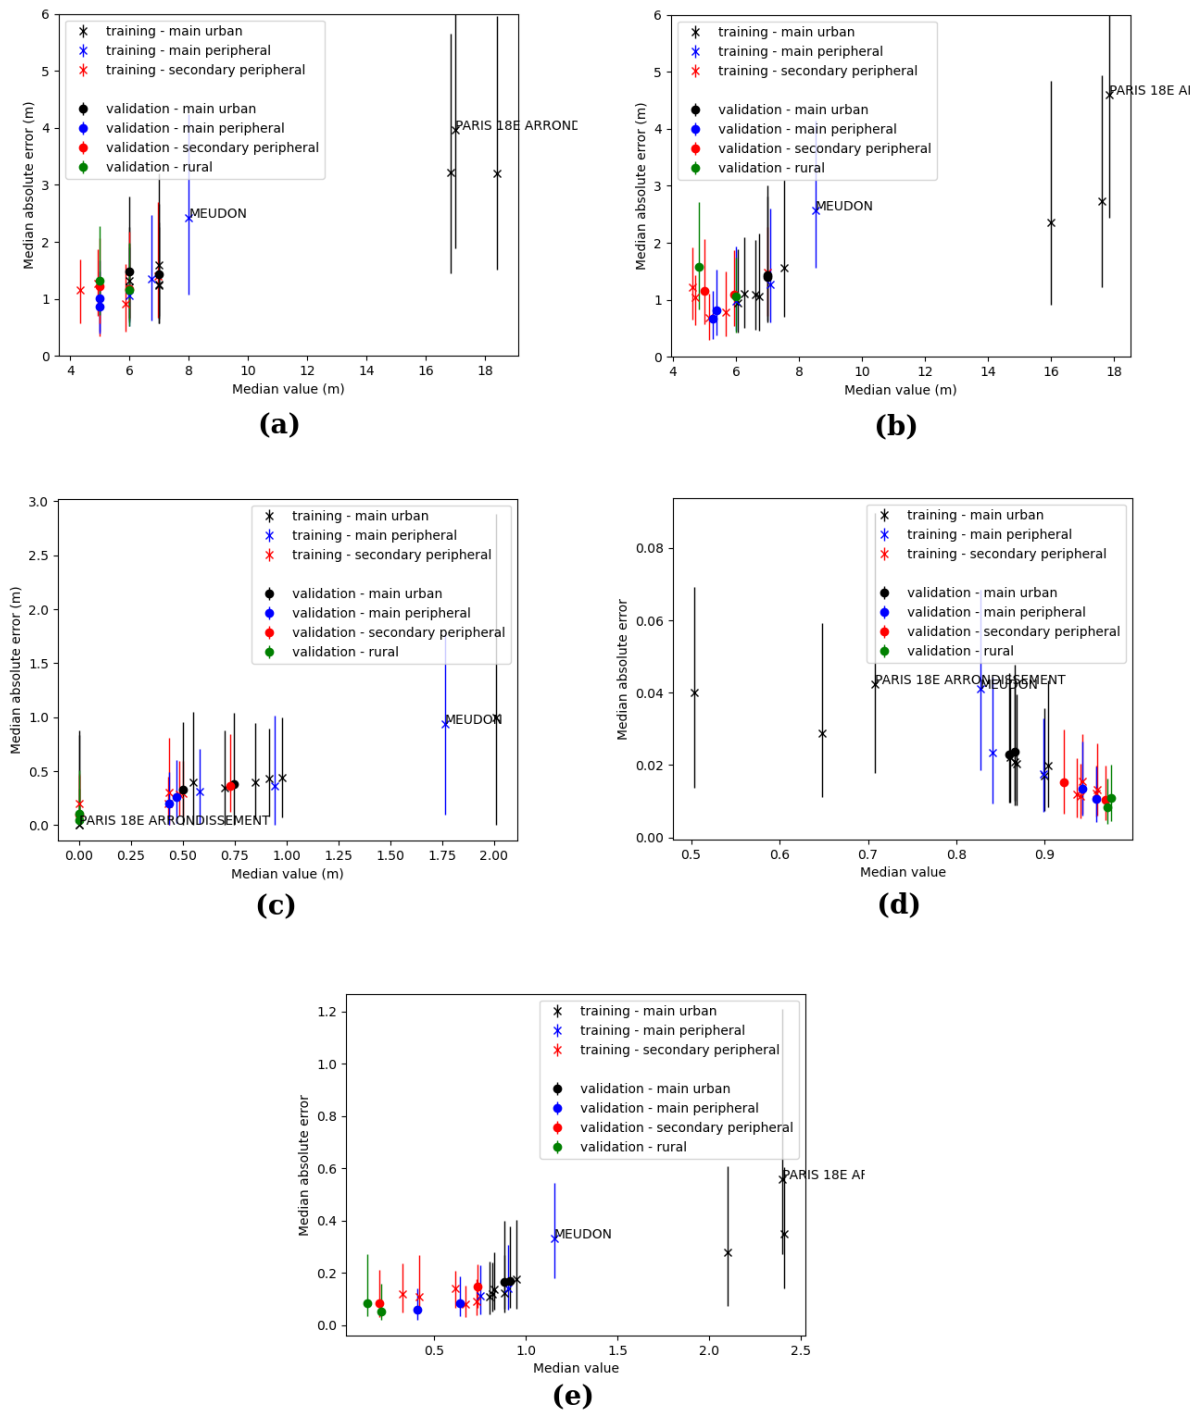 6
5
4
3
2
1
0
Median absolute error (m)
training - main urban
training - main peripheral
training - secondary peripheral
validation - main urban
validation - main peripheral
validation - secondary peripheral
validation - rural
PARIS 18E ARROND
MEUDON
4 6 8 10 12 14 16 18
Median value (m)
(a)
6
5
4
3
2
1
0
Median absolute error (m)
training - main urban
training - main peripheral
training - secondary peripheral
validation - main urban
validation - main peripheral
validation - secondary peripheral
validation - rural
PARIS 18E AI
MEUDON
4 6 8 10 12 14 16 18
Median value (m)
(b)
3.0
2.5
2.0
1.5
1.0
0.5
0.0
Median absolute error (m)
training - main urban
training - main peripheral
training - secondary peripheral
validation - main urban
validation - main peripheral
validation - secondary peripheral
validation - rural
MEUDON
PARIS 18E ARRONDISSEMENT
0.00 0.25 0.50 0.75 1.00 1.25 1.50 1.75 2.00
Median value (m)
(c)
0.08
0.06
0.04
0.02
0.00
Median absolute error
training - main urban
training - main peripheral
training - secondary peripheral
validation - main urban
validation - main peripheral
validation - secondary peripheral
validation - rural
PARIS 18E ARRONDISSEMENT
MEUDON
0.5 0.6 0.7 0.8 0.9
Median value
(d)
1.2
1.0
0.8
0.6
0.4
0.2
0.0
Median absolute error
training - main urban
training - main peripheral
training - secondary peripheral
validation - main urban
validation - main peripheral
validation - secondary peripheral
validation - rural
PARIS 18E AF
MEUDON
0.5 1.0 1.5 2.0 2.5
Median value
(e)